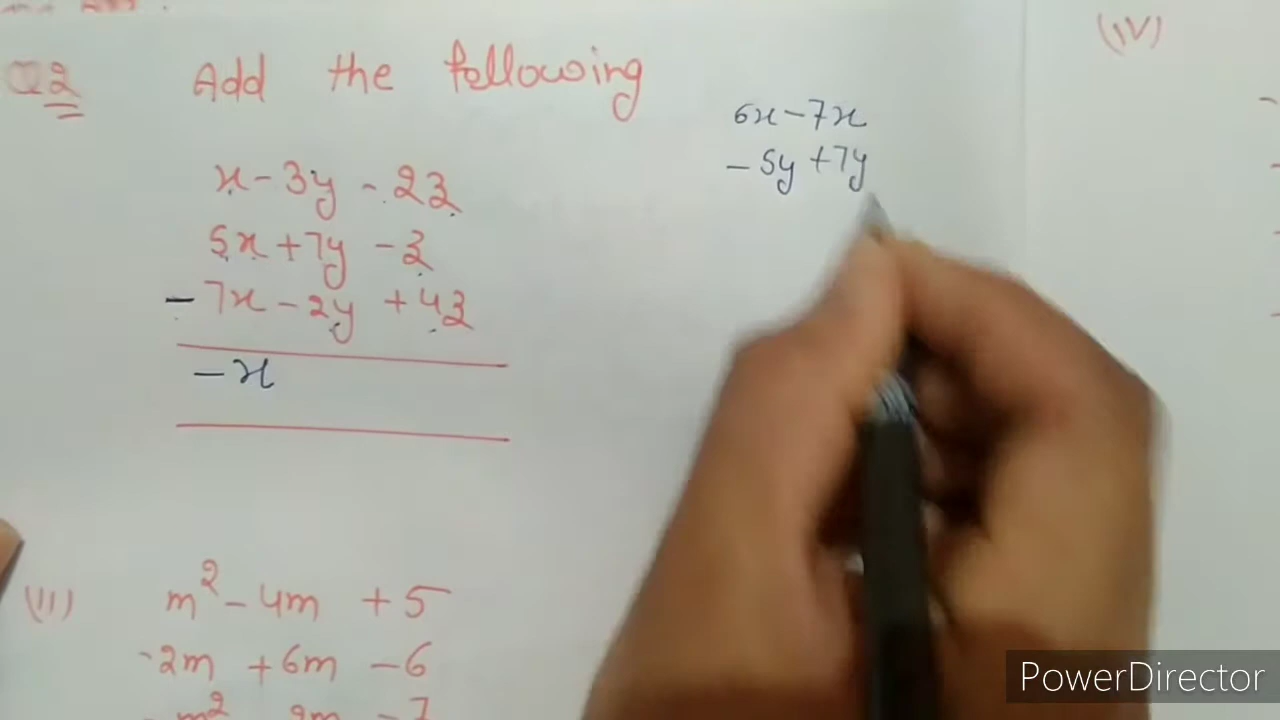 Q2 Add the following
x - 3y - 2z
5x + 7y - z
- 7x - 2y + 4z
- x
6x - 7x
- 5y + 7y
(IV)
(II) m² - 4m + 5
-2m + 6m - 6
PowerDirector